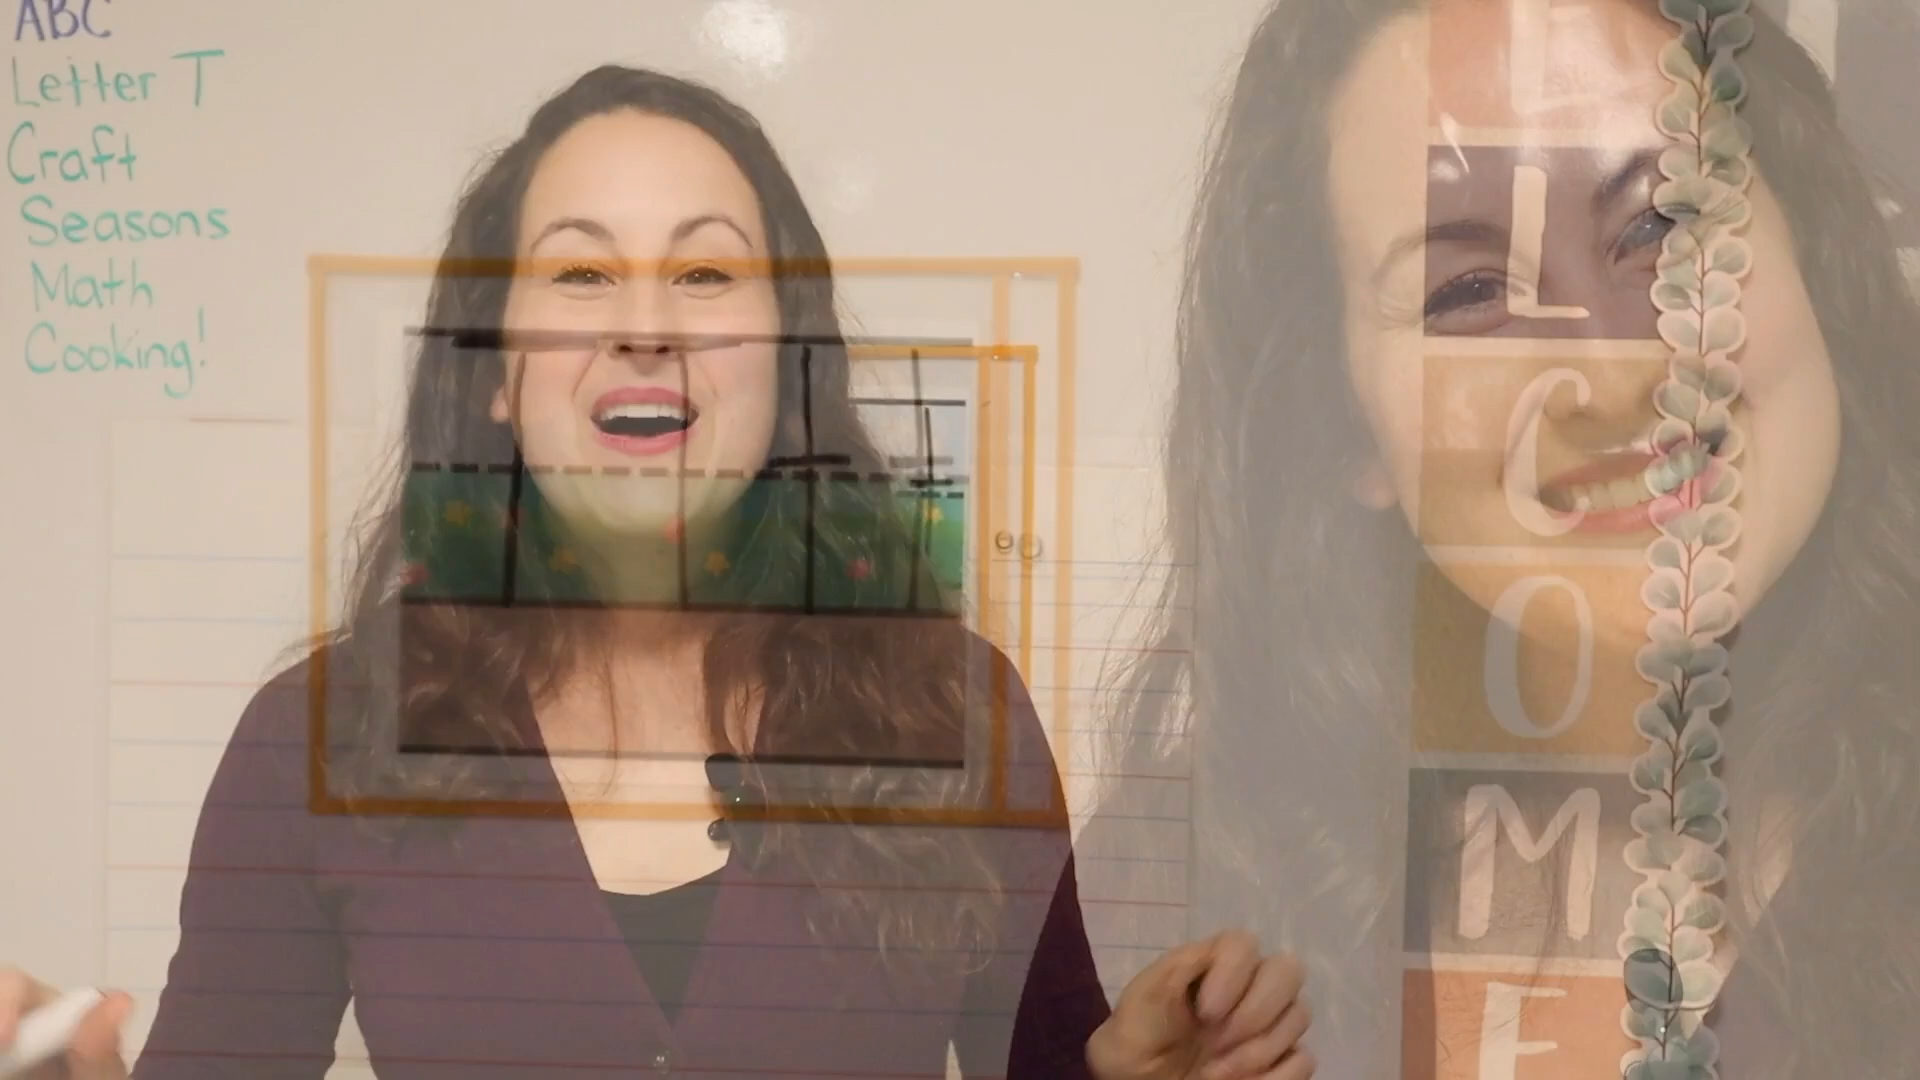 ABC
Letter T
Craft
Seasons
Math
Cooking!
L
C
O
M
E